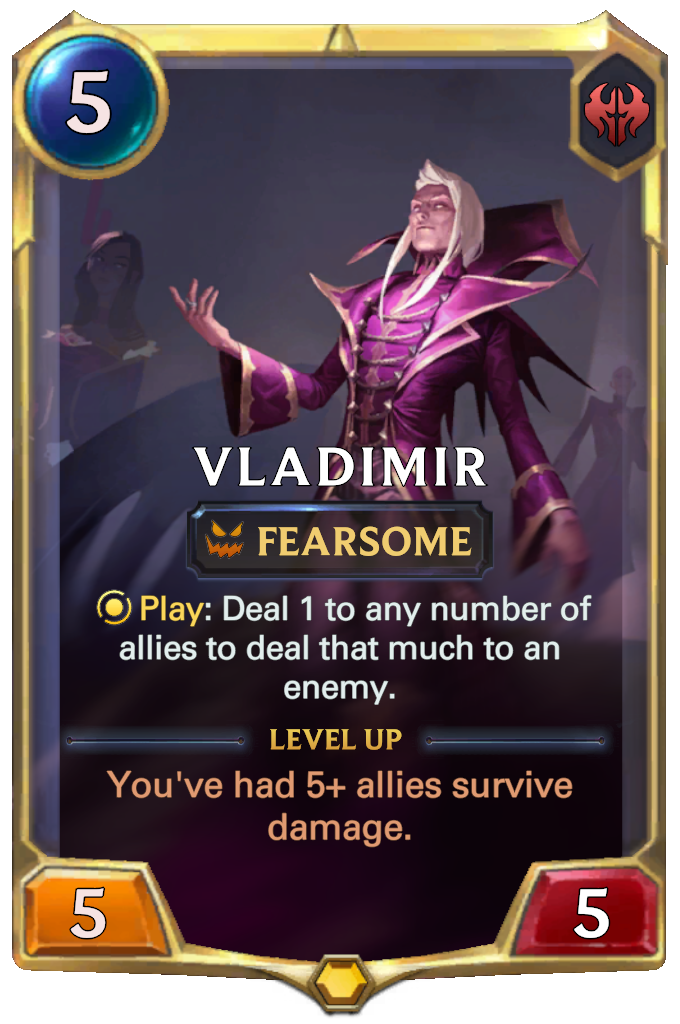 5
VLADIMIR
FEARSOME
Play: Deal 1 to any number of
allies to deal that much to an
enemy.
LEVEL UP
You've had 5+ allies survive
damage.
5
5